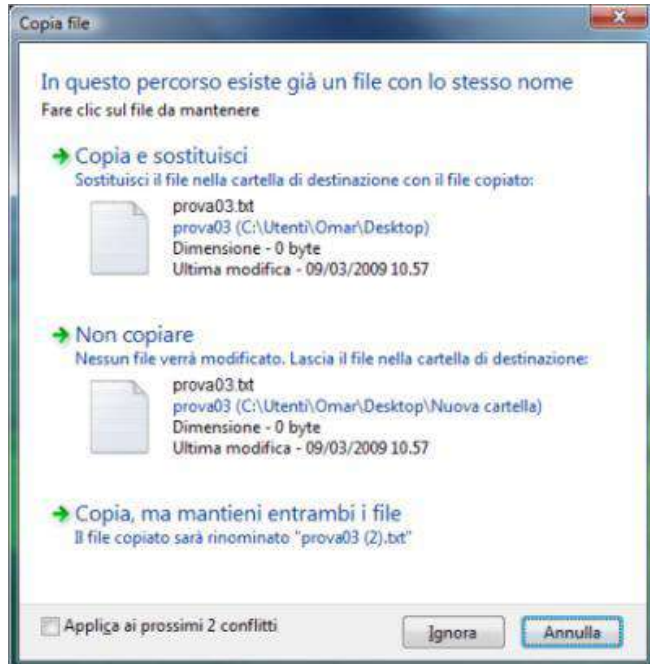 Copia file
In questo percorso esiste già un file con lo stesso nome
Fare clic sul file da mantenere
Copia e sostituisci
Sostituisci il file nella cartella di destinazione con il file copiato:
prova03.txt
prova03 (C:\Utenti\Omar\Desktop)
Dimensione - 0 byte
Ultima modifica - 09/03/2009 10.57
Non copiare
Nessun file verrà modificato. Lascia il file nella cartella di destinazione:
prova03.txt
prova03 (C:\Utenti\Omar\Desktop\Nuova cartella)
Dimensione - 0 byte
Ultima modifica - 09/03/2009 10.57
Copia, ma mantieni entrambi i file
Il file copiato sarà rinominato "prova03 (2).txt"
Applica ai prossimi 2 conflitti
Ignora Annulla